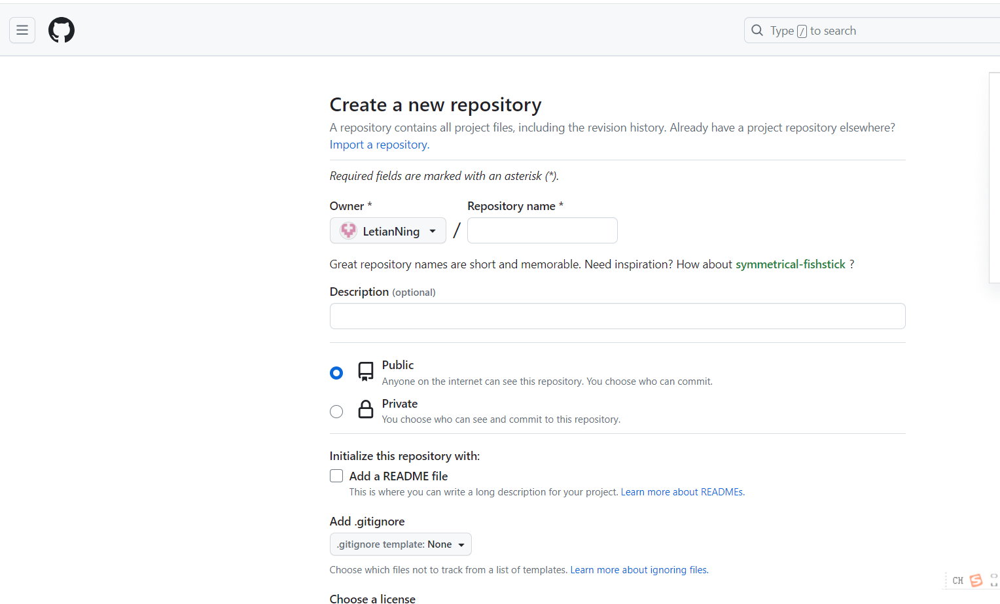 Type / to search
Create a new repository
A repository contains all project files, including the revision history. Already have a project repository elsewhere?
Import a repository.
Required fields are marked with an asterisk (*).
Owner * Repository name *
LetianNing /
Great repository names are short and memorable. Need inspiration? How about symmetrical-fishstick ?
Description (optional)
Public
Anyone on the internet can see this repository. You choose who can commit.
Private
You choose who can see and commit to this repository.
Initialize this repository with:
Add a README file
This is where you can write a long description for your project. Learn more about READMEs.
Add .gitignore
.gitignore template: None
Choose which files not to track from a list of templates. Learn more about ignoring files.
CH S
Choose a license